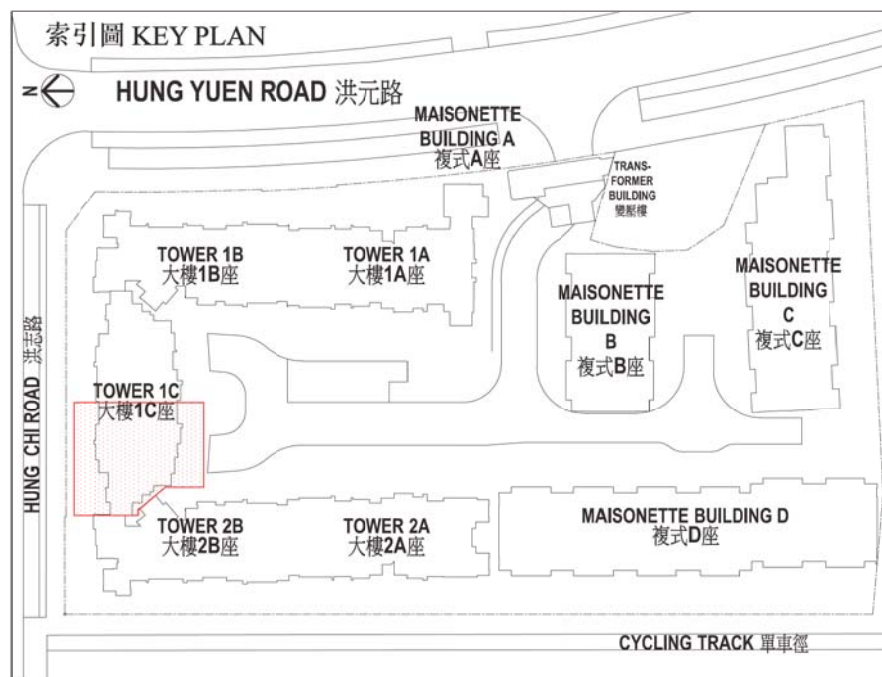 索引圖 KEY PLAN
N
HUNG YUEN ROAD 洪元路
MAISONETTE
BUILDING A
複式A座
TRANS-
FORMER
BUILDING
變壓樓
TOWER 1B
大樓1B座
TOWER 1A
大樓1A座
MAISONETTE
BUILDING
B
複式B座
MAISONETTE
BUILDING
C
複式C座
HUNG CHI ROAD 洪志路
TOWER 1C
大樓1C座
TOWER 2B
大樓2B座
TOWER 2A
大樓2A座
MAISONETTE BUILDING D
複式D座
CYCLING TRACK 單車徑